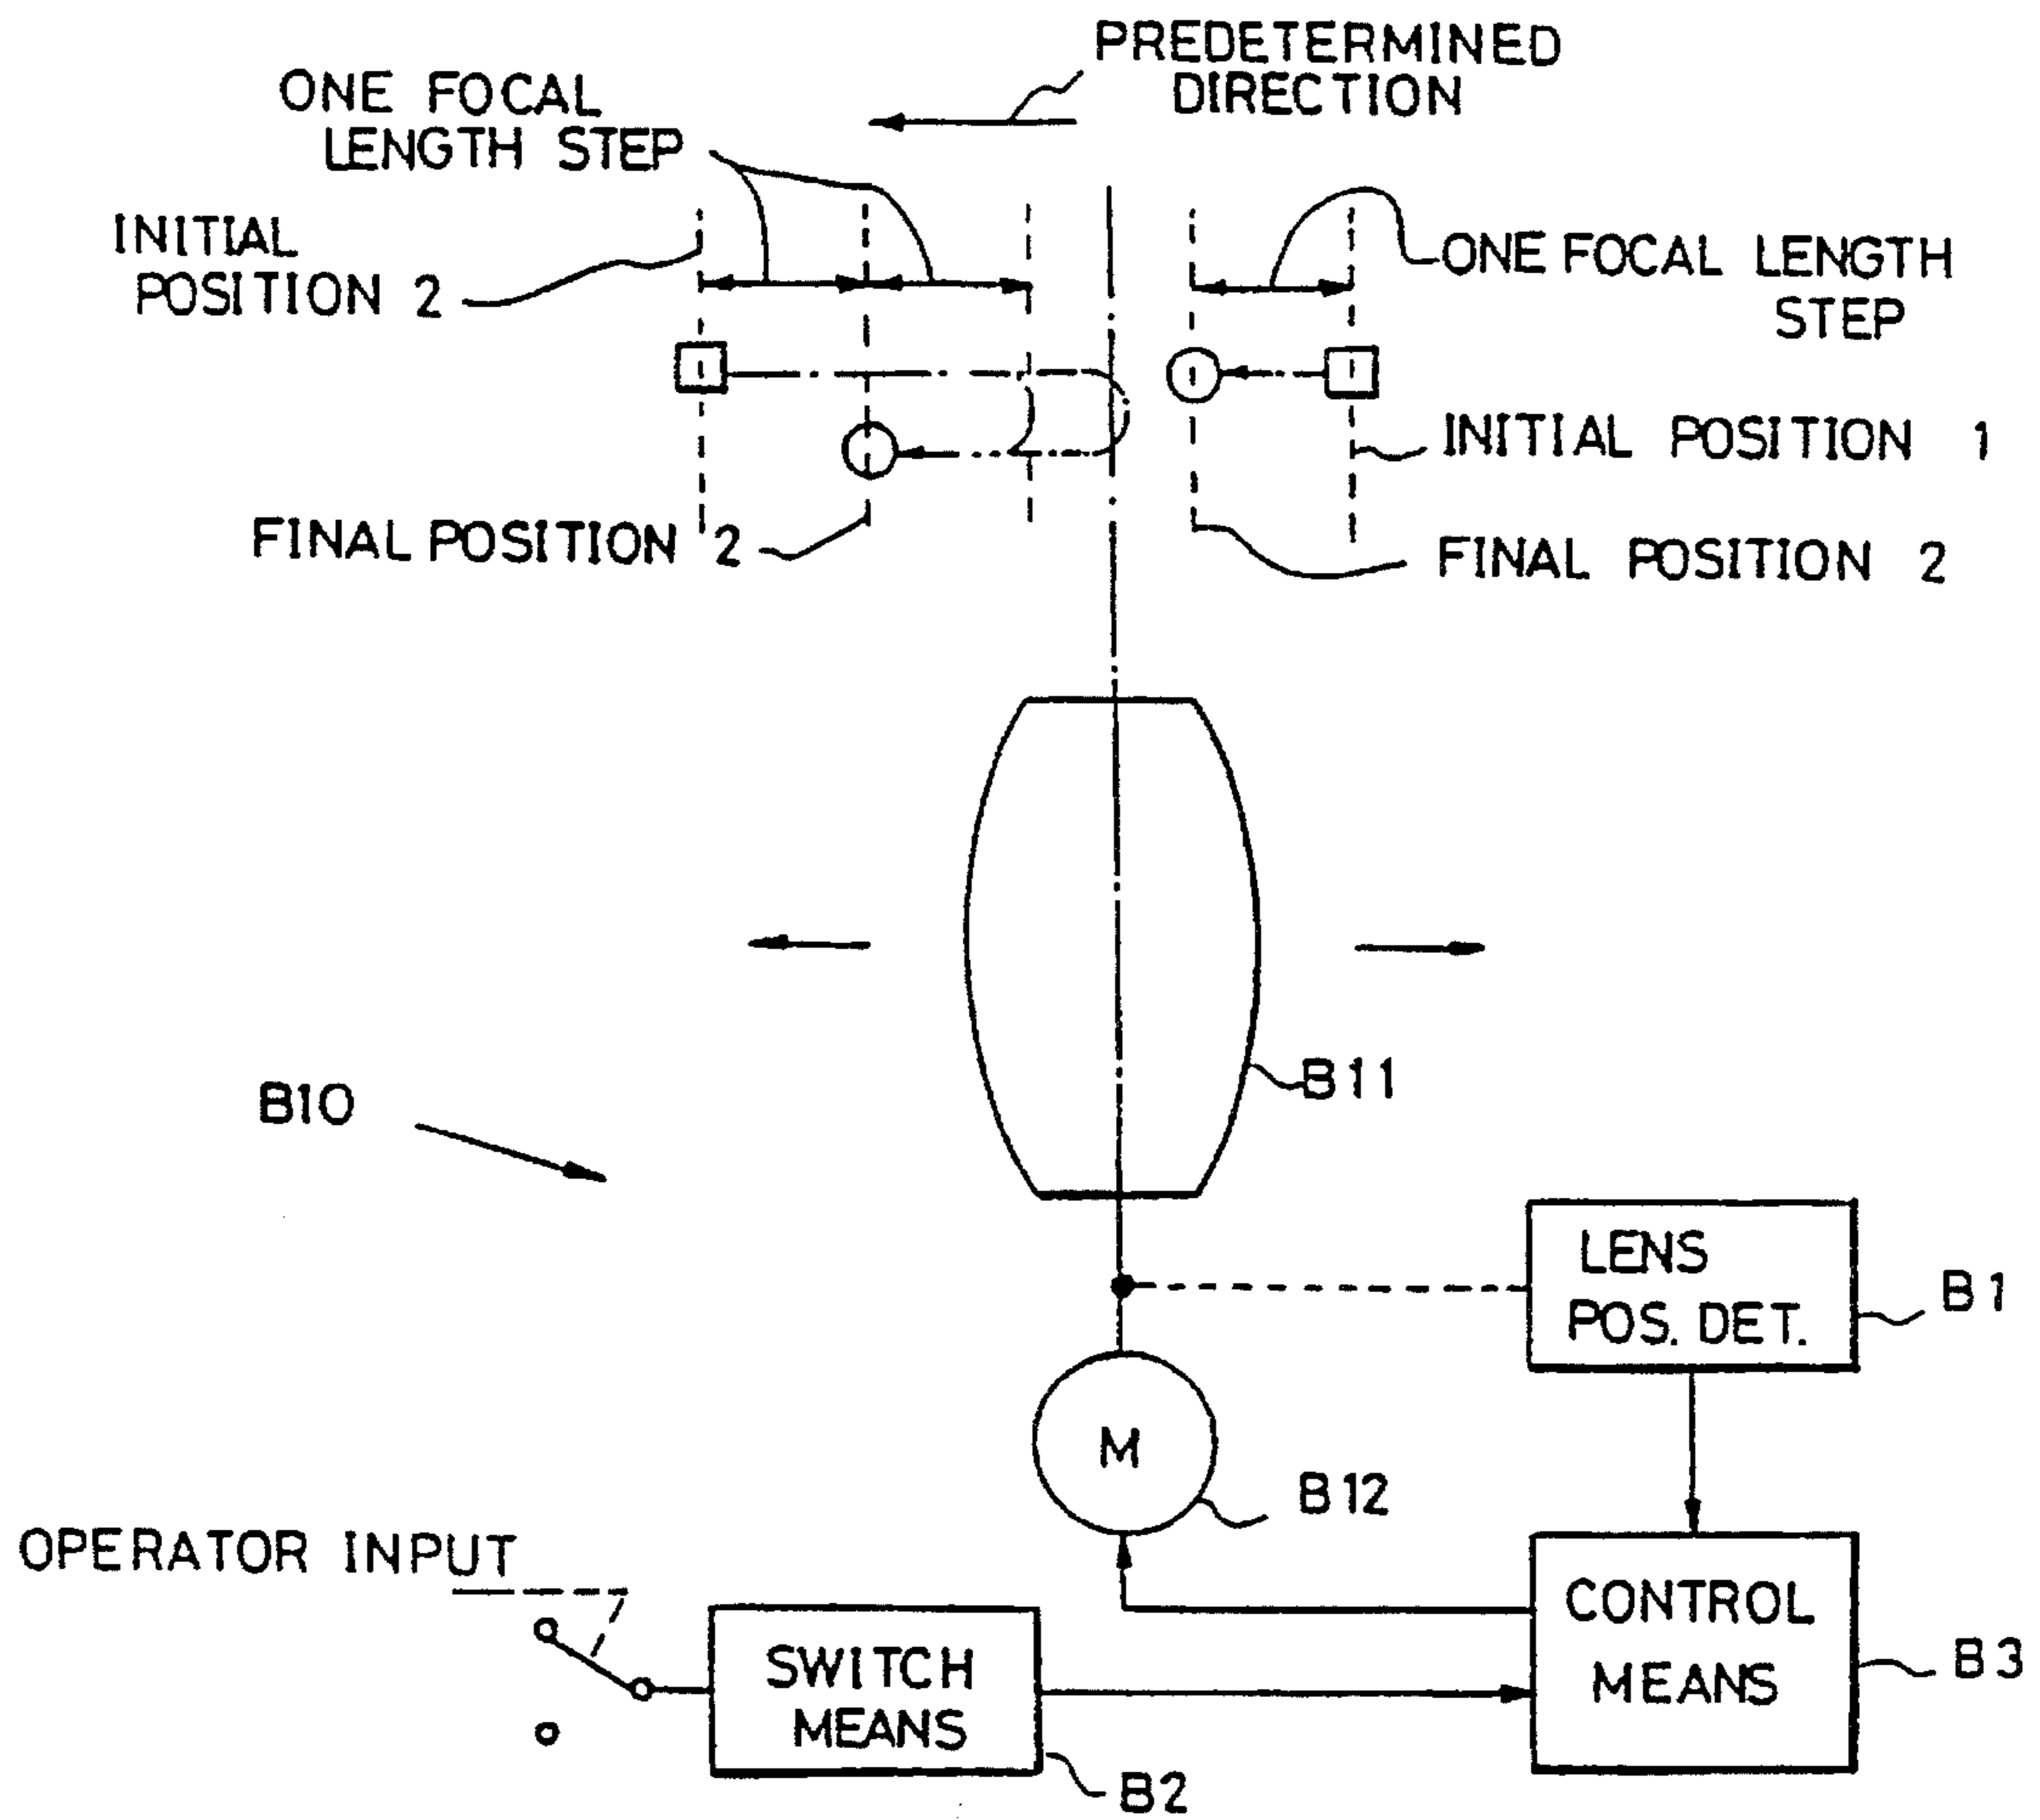 PREDETERMINED
DIRECTION
ONE FOCAL
LENGTH STEP
INITIAL
POSITION 2
ONE FOCAL LENGTH
STEP
INITIAL POSITION 1
FINAL POSITION 2
FINAL POSITION 2
B11
B10
LENS
POS. DET.
B1
M
B12
OPERATOR INPUT
CONTROL
MEANS
B3
SWITCH
MEANS
B2